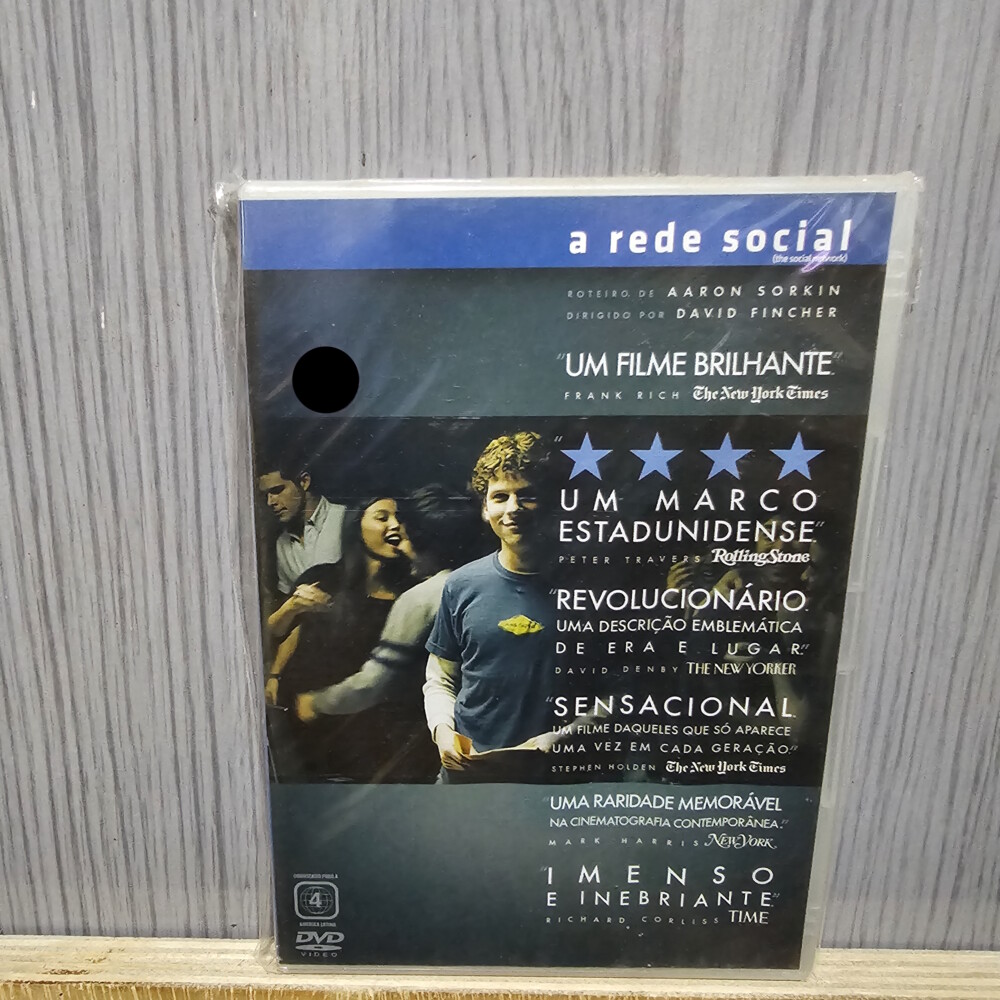 a rede social
(the social network)
ROTEIRO DE AARON SORKIN
DIRIGIDO POR DAVID FINCHER
"UM FILME BRILHANTE."
FRANK RICH The New York Times
"★★★★
UM MARCO
ESTADUNIDENSE."
PETER TRAVERS RollingStone
"REVOLUCIONÁRIO.
UMA DESCRIÇÃO EMBLEMÁTICA
DE ERA E LUGAR."
DAVID DENBY THE NEW YORKER
"SENSACIONAL.
UM FILME DAQUELES QUE SÓ APARECE
UMA VEZ EM CADA GERAÇÃO."
STEPHEN HOLDEN The New York Times
"UMA RARIDADE MEMORÁVEL
NA CINEMATOGRAFIA CONTEMPORÂNEA."
MARK HARRIS NEW YORK
"IMENSO
E INEBRIANTE."
RICHARD CORLISS TIME
4
AMÉRICA LATINA
DVD
VIDEO